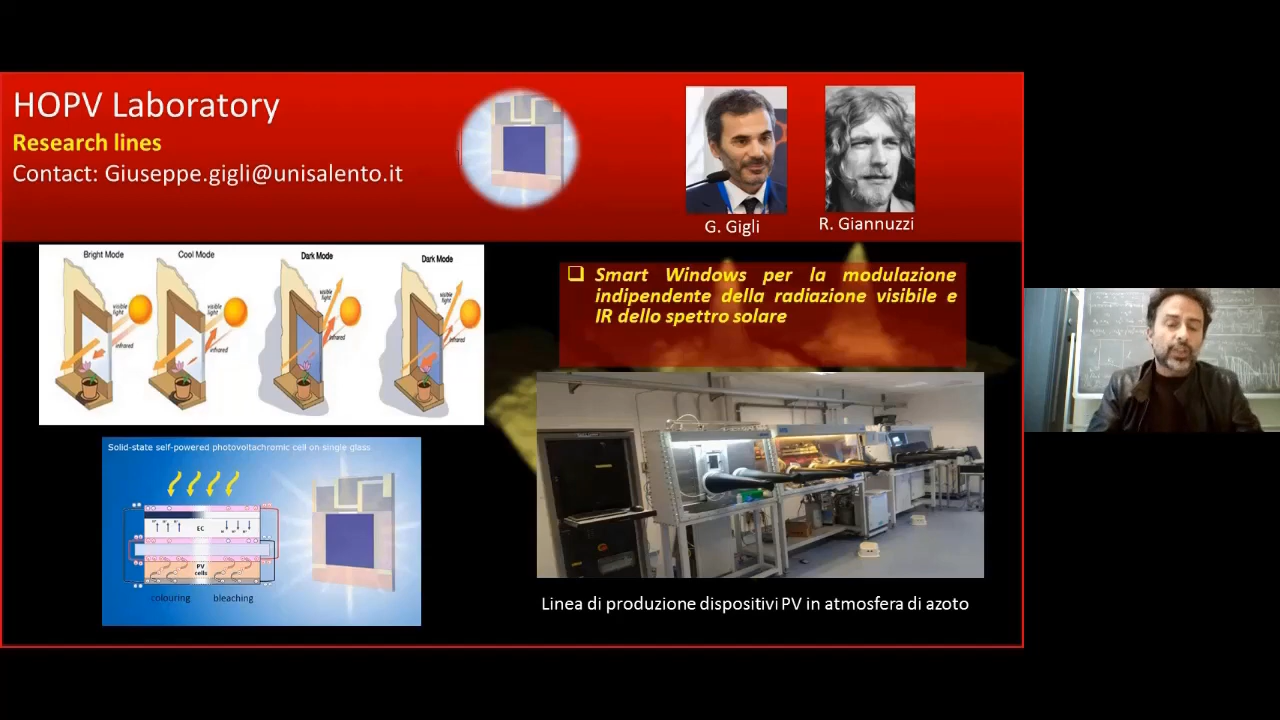 HOPV Laboratory
Research lines
Contact: Giuseppe.gigli@unisalento.it
G. Gigli
R. Giannuzzi
Bright Mode
Cool Mode
Dark Mode
Dark Mode
visible
light
infrared
visible
light
infrared
visible
light
infrared
visible
light
infrared
Smart Windows per la modulazione
indipendente della radiazione visibile e
IR dello spettro solare
Solid-state self-powered photovoltachromic cell on single glass
EC
PV
cells
colouring
bleaching
Linea di produzione dispositivi PV in atmosfera di azoto